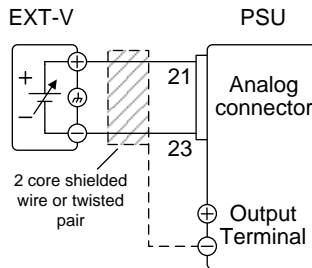 EXT-V
PSU
+
−
+
−
21
23
Analog
connector
2 core shielded
wire or twisted
pair
+
−
Output
Terminal